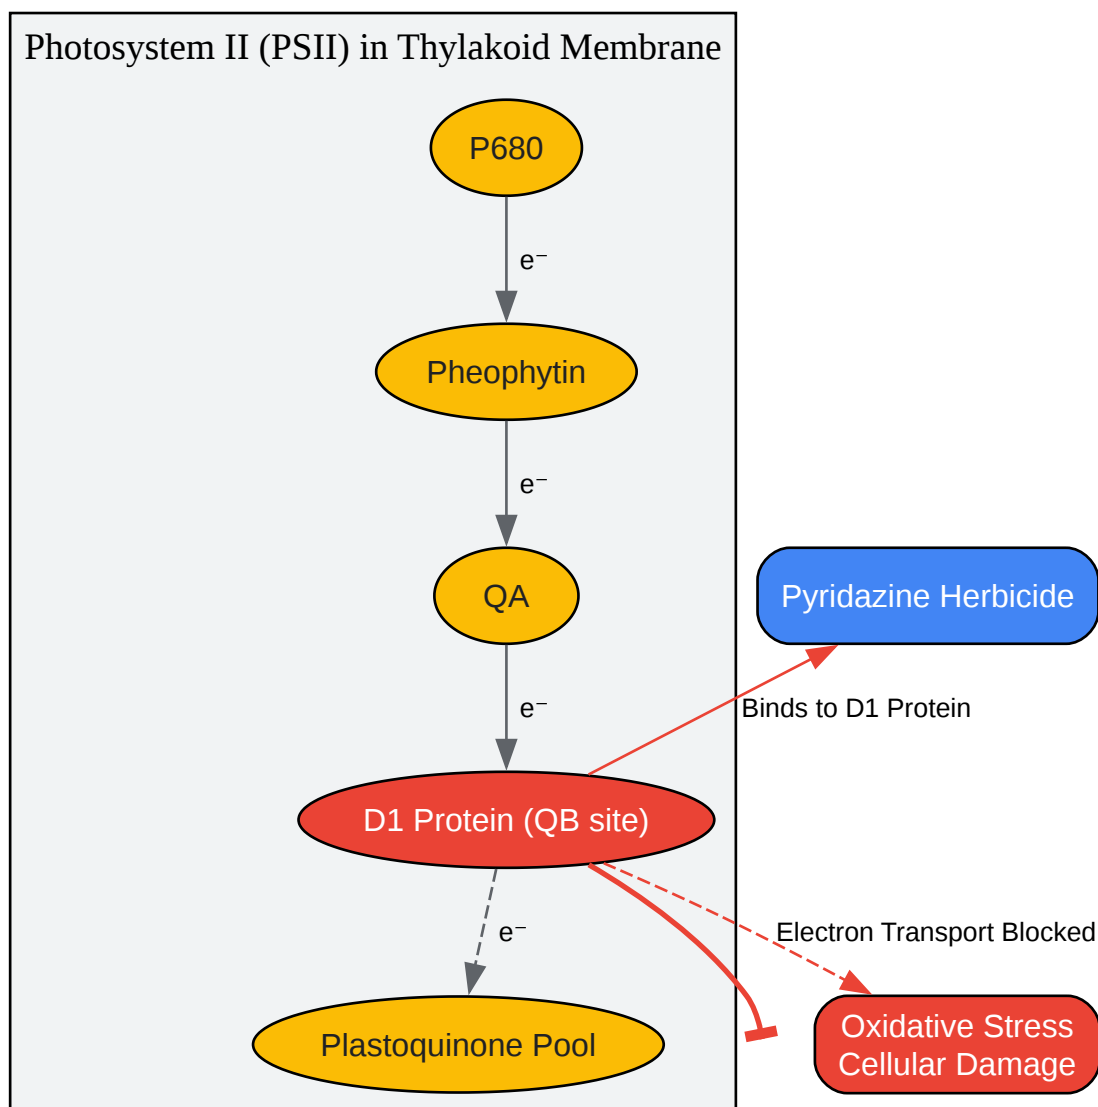 Photosystem II (PSII) in Thylakoid Membrane
P680
e⁻
Pheophytin
e⁻
QA
Pyridazine Herbicide
e⁻
Binds to D1 Protein
D1 Protein (QB site)
e⁻
Electron Transport Blocked
Plastoquinone Pool
Oxidative Stress
Cellular Damage